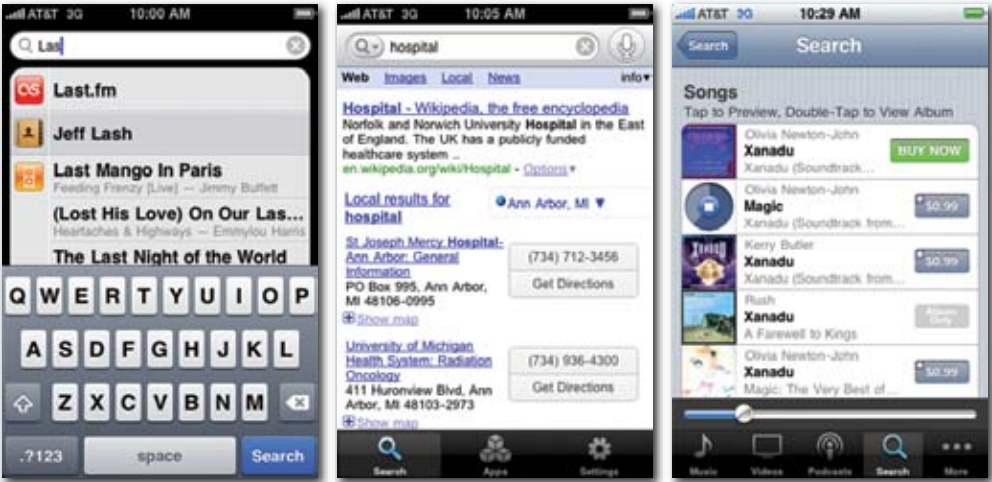 AT&T 3G 10:00 AM
Las
Last.fm
Jeff Lash
Last Mango In Paris
Feeding Frenzy [Live] — Jimmy Buffett
(Lost His Love) On Our Las...
Heartaches & Highways — Emmylou Harris
The Last Night of the World
Q W E R T Y U I O P
A S D F G H J K L
Z X C V B N M
.?123 space Search
AT&T 3G 10:05 AM
hospital
Web Images Local News info▾
Hospital - Wikipedia, the free encyclopedia
Norfolk and Norwich University Hospital in the East
of England. The UK has a publicly funded
healthcare system ..
en.wikipedia.org/wiki/Hospital - Options▾
Local results for
hospital
Ann Arbor, MI ▼
St Joseph Mercy Hospital-
Ann Arbor: General
Information
PO Box 995, Ann Arbor,
MI 48106-0995
Show map
(734) 712-3456
Get Directions
University of Michigan
Health System: Radiation
Oncology
411 Huronview Blvd, Ann
Arbor, MI 48103-2973
Show map
(734) 936-4300
Get Directions
Search Apps Settings
AT&T 3G 10:29 AM
Search Search
Songs
Tap to Preview, Double-Tap to View Album
Olivia Newton-John
Xanadu
Xanadu (Soundtrack...
BUY NOW
Olivia Newton-John
Magic
Xanadu (Soundtrack from...
$0.99
Kerry Butler
Xanadu
Xanadu (Soundtrack from...
$0.99
Rush
Xanadu
A Farewell to Kings
Album
Only
Olivia Newton-John
Xanadu
Magic: The Very Best of...
$0.99
Music Videos Podcasts Search More